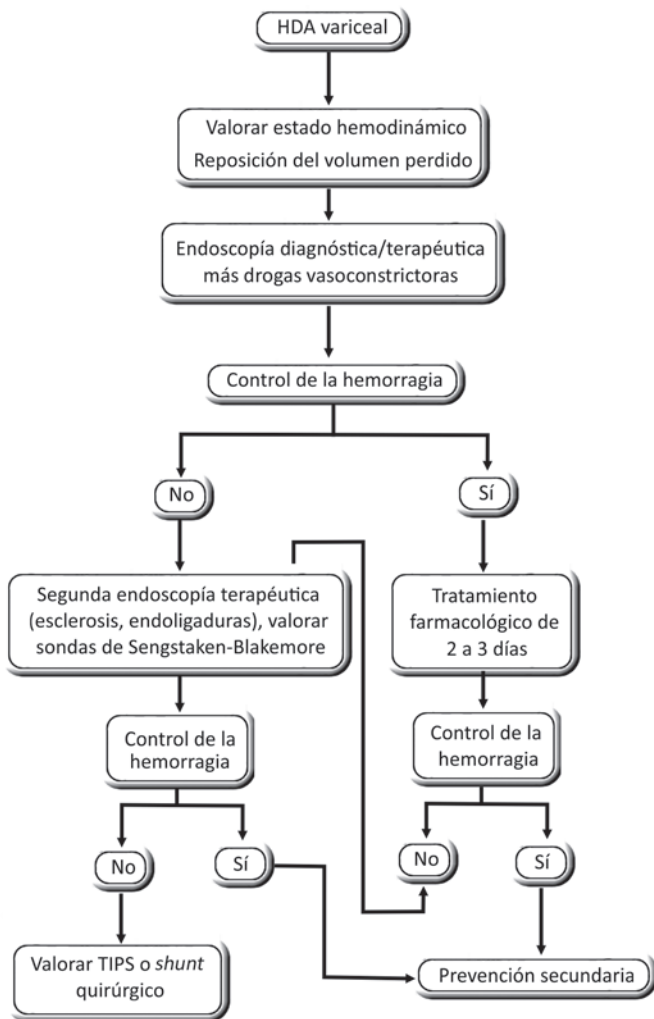 HDA variceal
Valorar estado hemodinámico
Reposición del volumen perdido
Endoscopía diagnóstica/terapéutica
más drogas vasoconstrictoras
Control de la hemorragia
No
Sí
Segunda endoscopía terapéutica
(esclerosis, endoligaduras), valorar
sondas de Sengstaken-Blakemore
Tratamiento
farmacológico de
2 a 3 días
Control de la
hemorragia
Control de la
hemorragia
No
Sí
No
Sí
Valorar TIPS o shunt
quirúrgico
Prevención secundaria